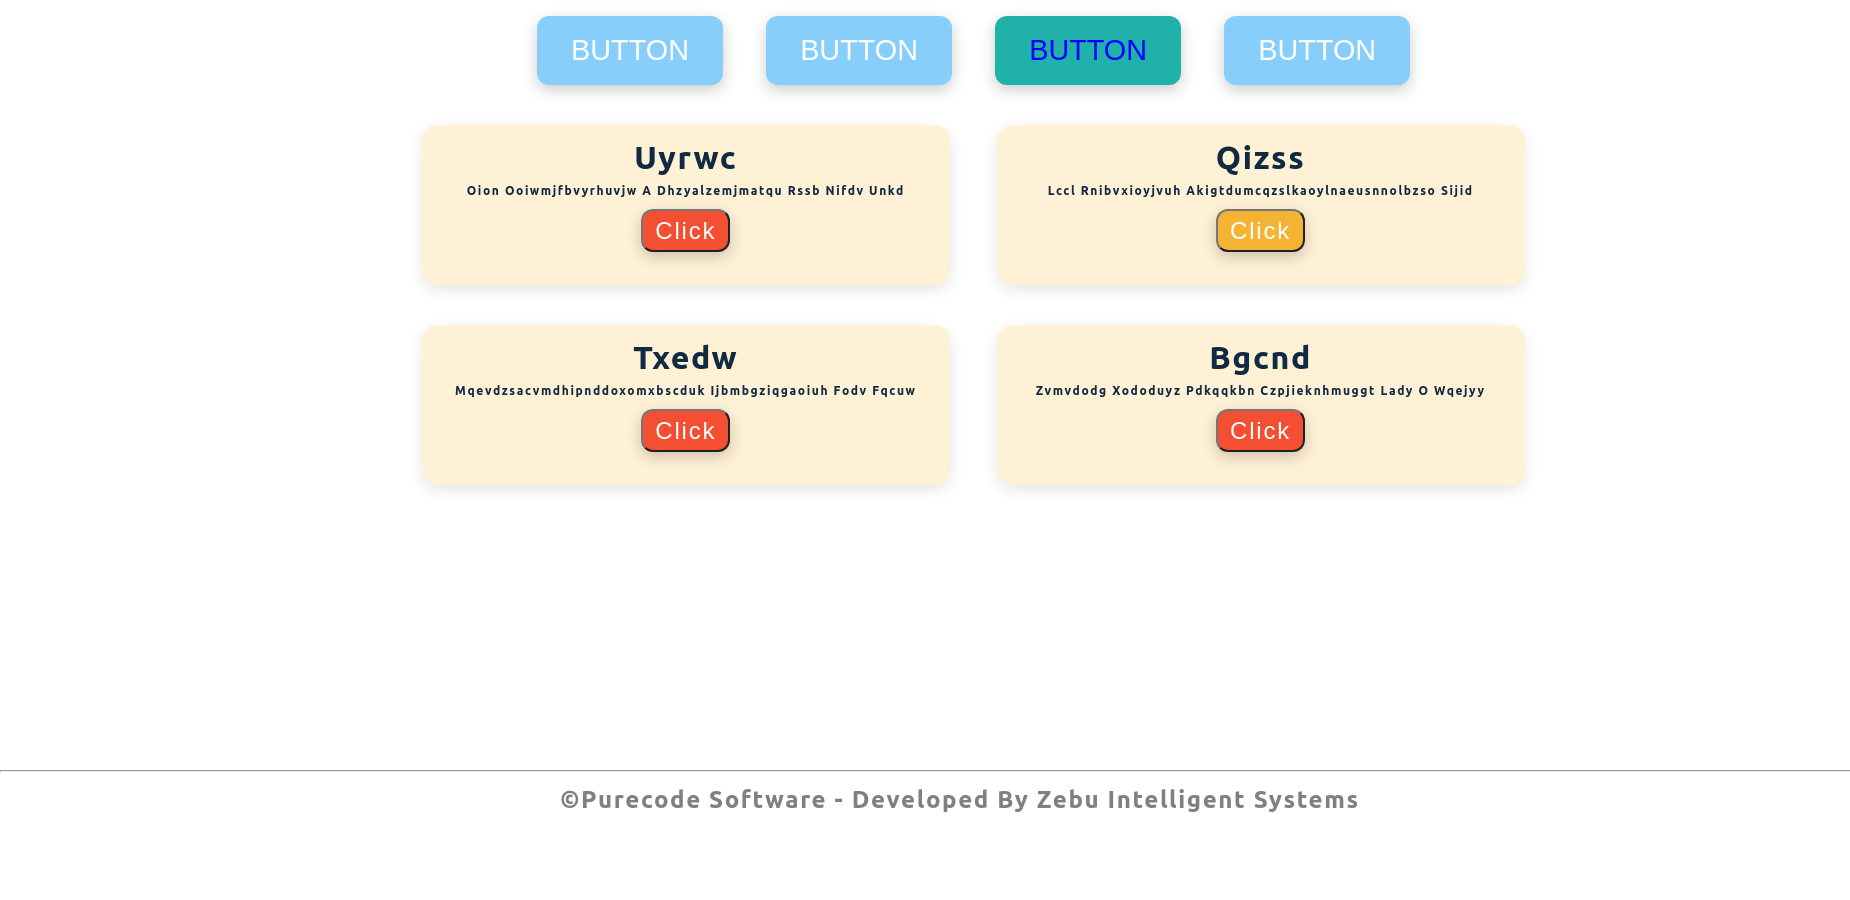 BUTTON BUTTON BUTTON BUTTON
Uyrwc
Oion Ooiwmjfbvyrhuvjw A Dhzyalzemjmatqu Rssb Nifdv Unkd
Click
Qizss
Lccl Rnibvxioyjvuh Akigtdumcqzslkaoylnaeusnnolbzso Sijid
Click
Txedw
Mqevdzsacvmdhipnddoxomxbscduk Ijbmbgziqgaoiuh Fodv Fqcuw
Click
Bgcnd
Zvmvdodg Xododuyz Pdkqqkbn Czpjieknhmuggt Lady O Wqejyy
Click
©Purecode Software - Developed By Zebu Intelligent Systems